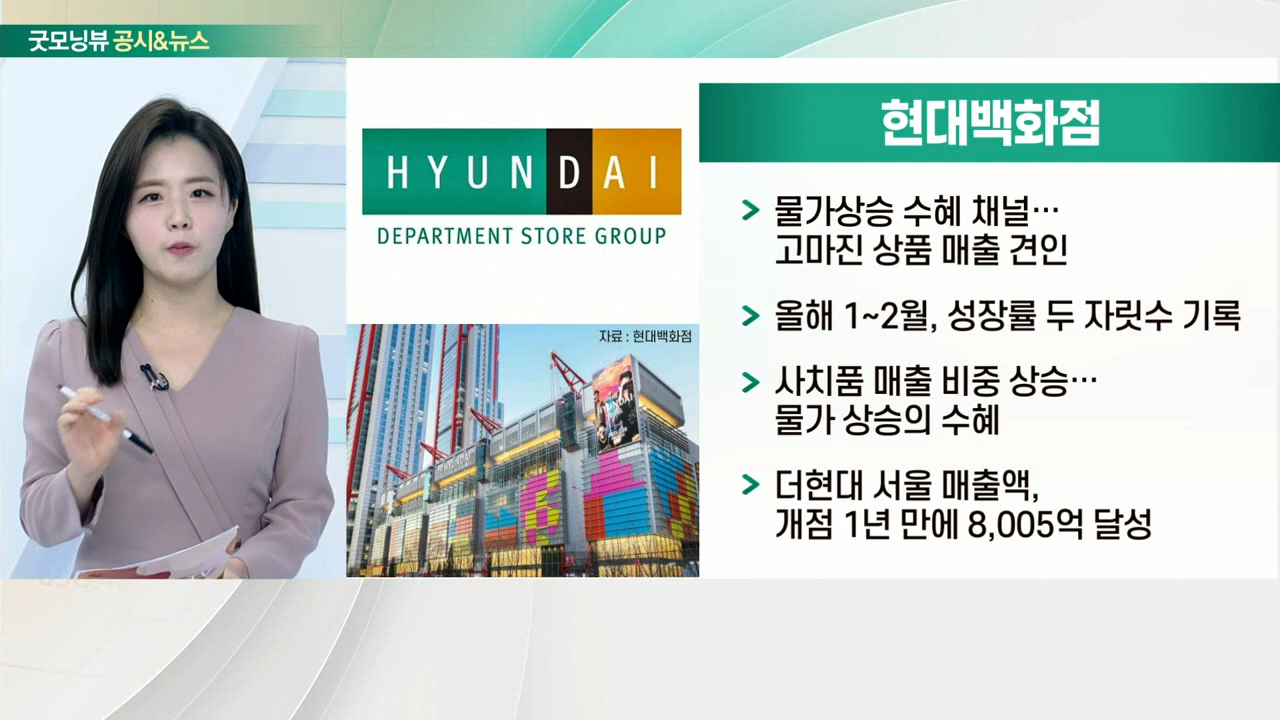 굿모닝뷰 공시&뉴스
HYUNDAI
DEPARTMENT STORE GROUP
자료 : 현대백화점
HYUNDAI
현대백화점
> 물가상승 수혜 채널…
고마진 상품 매출 견인
> 올해 1~2월, 성장률 두 자릿수 기록
> 사치품 매출 비중 상승…
물가 상승의 수혜
> 더현대 서울 매출액,
개점 1년 만에 8,005억 달성